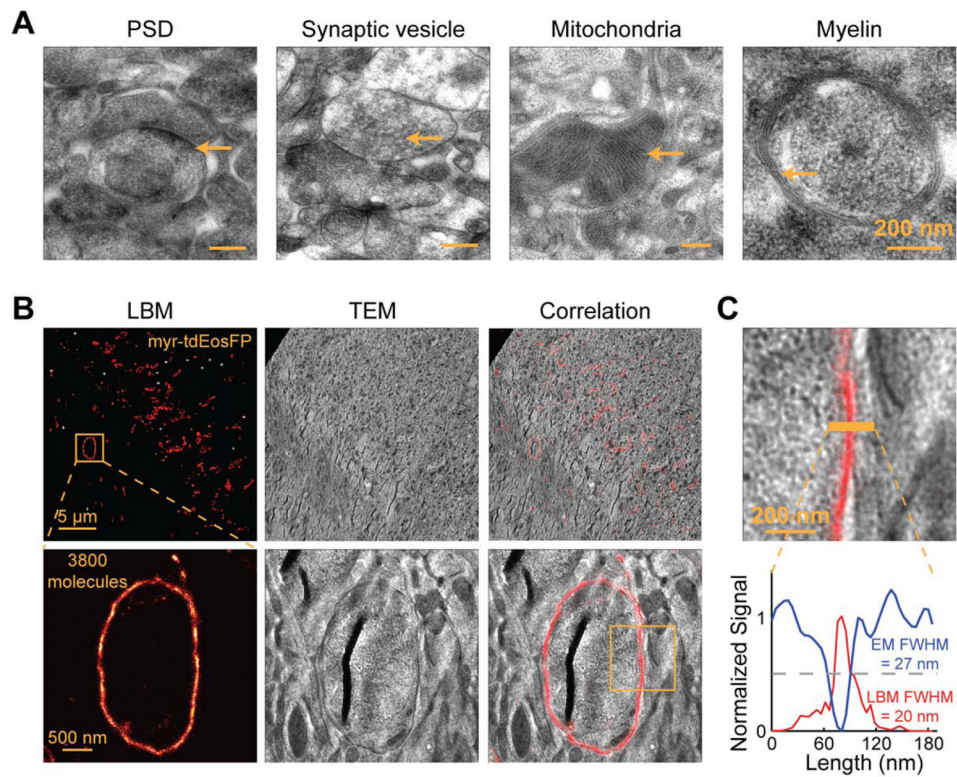 A
PSD
Synaptic vesicle
Mitochondria
Myelin
200 nm
B
LBM
TEM
Correlation
C
myr-tdEosFP
5 µm
200 nm
3800
molecules
500 nm
Normalized Signal
1
0
EM FWHM
= 27 nm
LBM FWHM
= 20 nm
0
60
120
180
Length (nm)